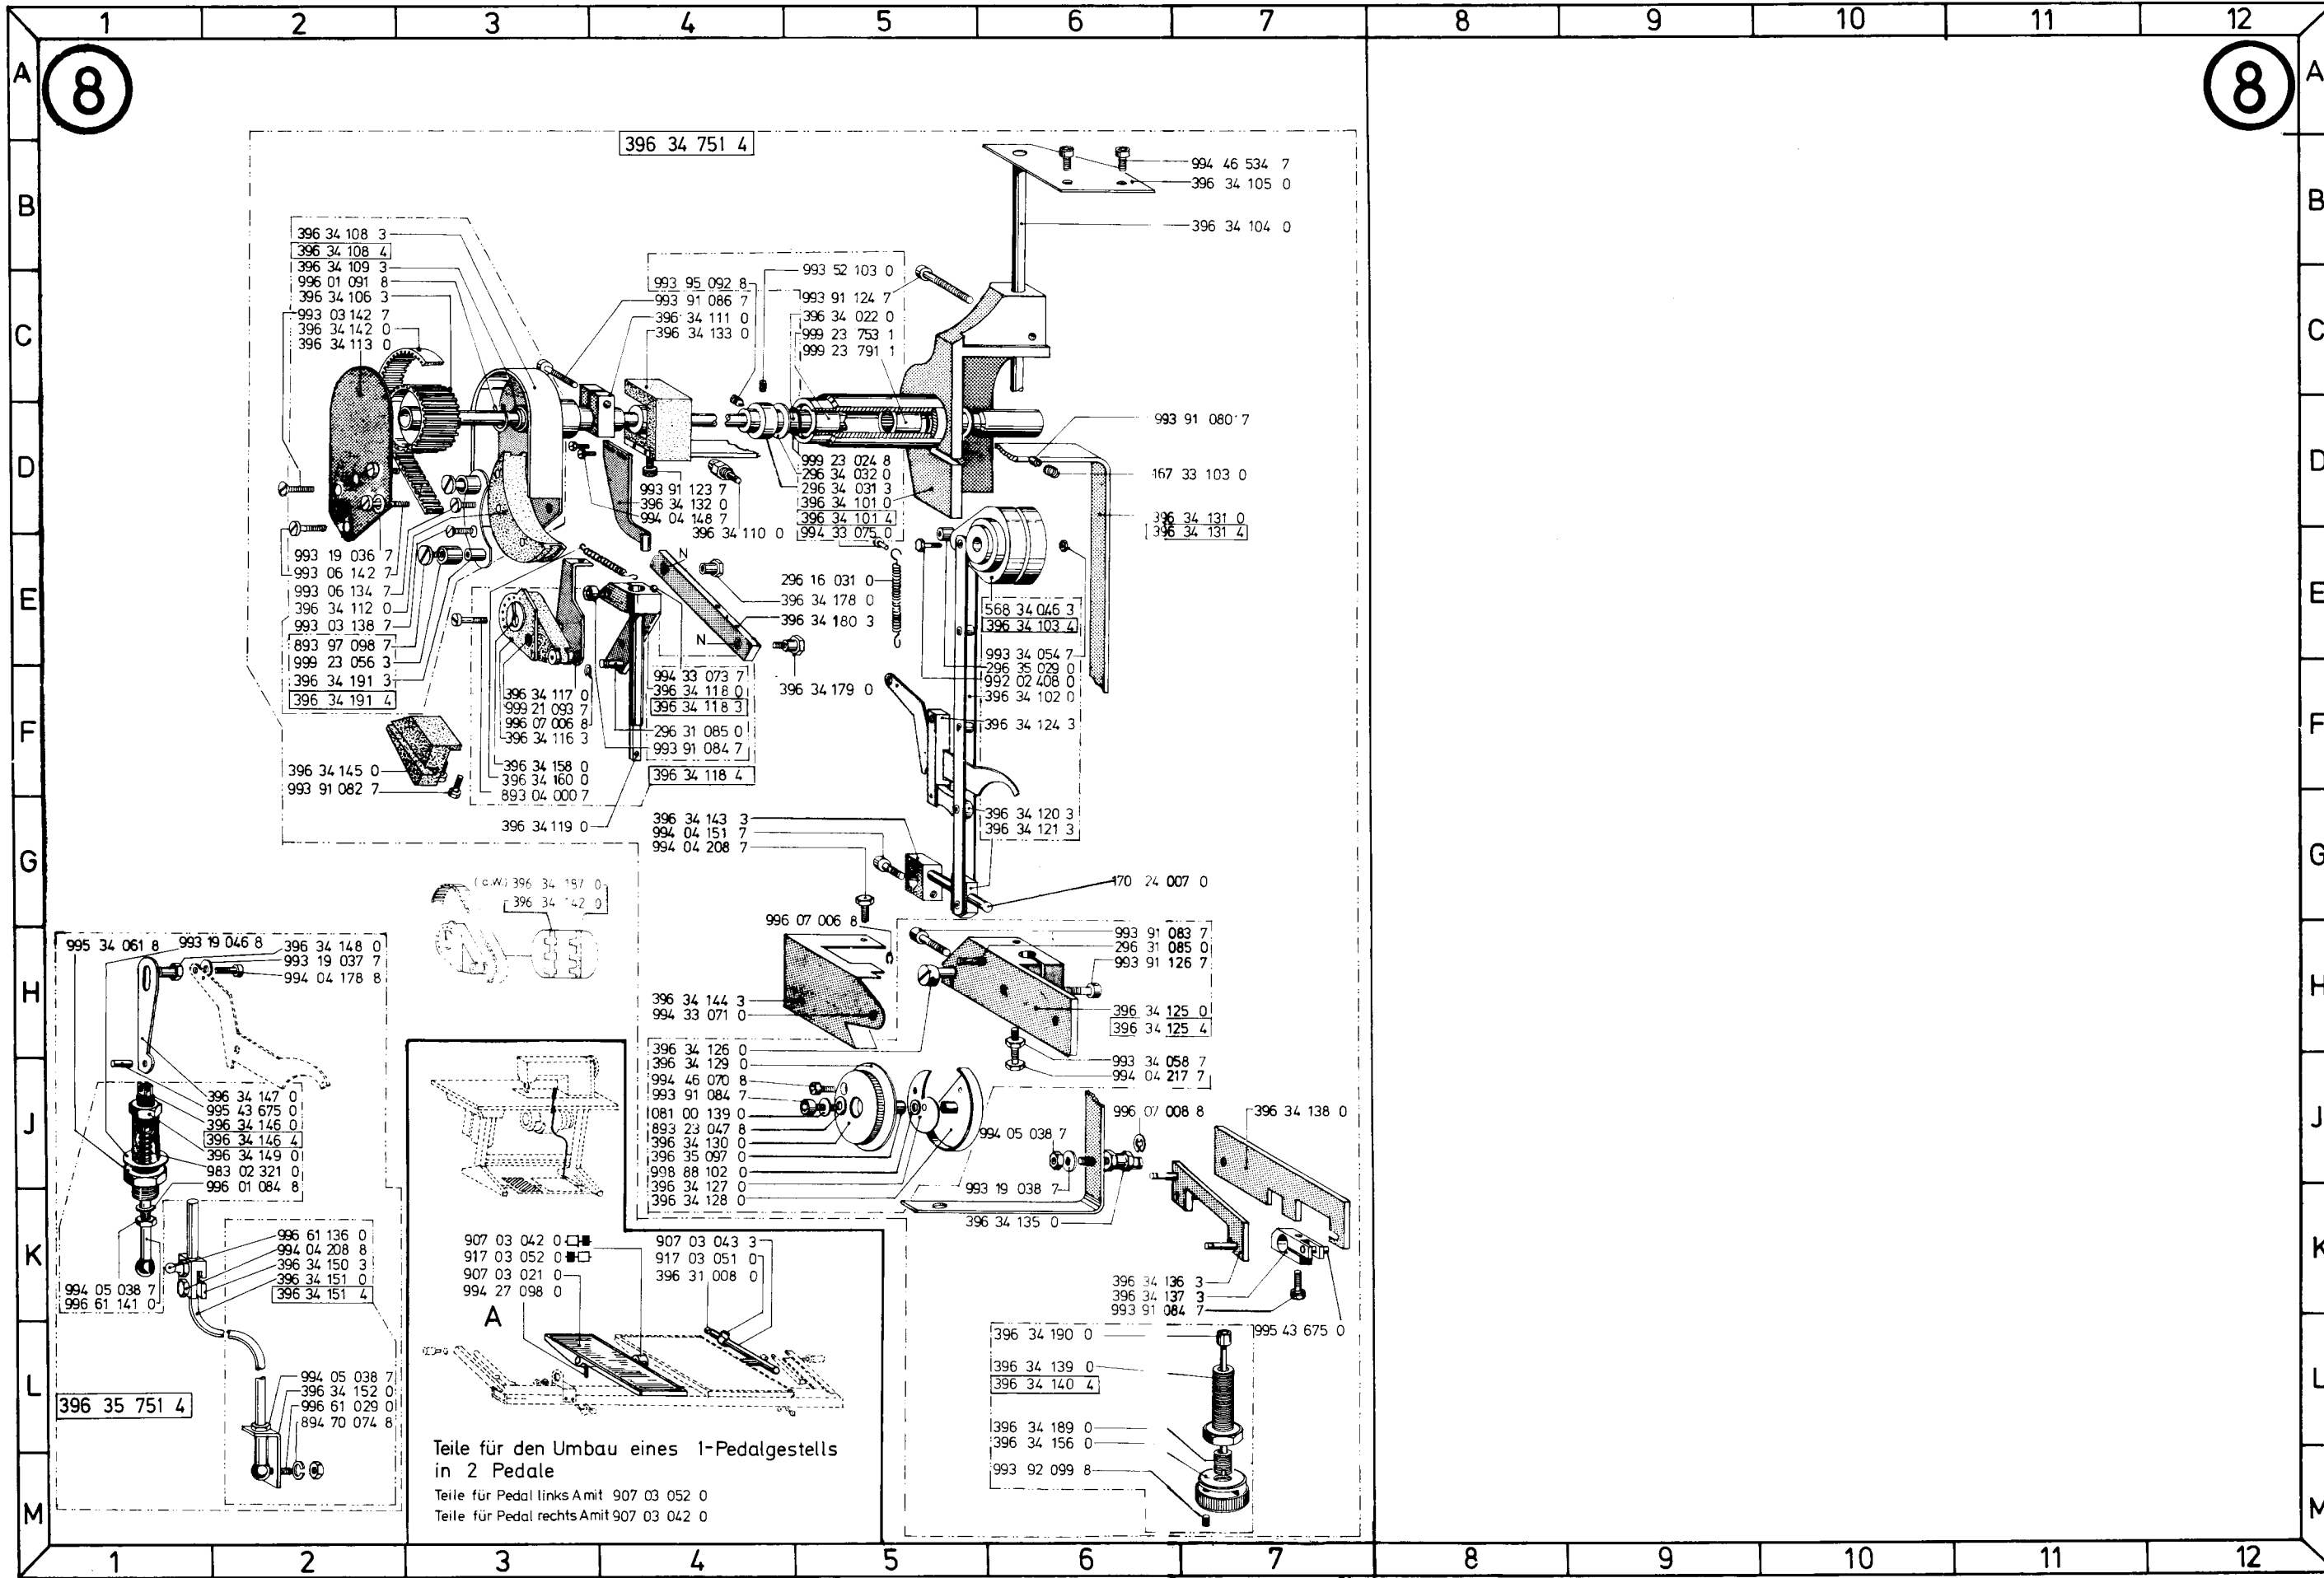 1 2 3 4 5 6 7 8 9 10 11 12
A
8
8
A
B
B
C
C
D
D
E
E
F
F
G
G
H
H
J
J
K
K
L
L
M
M
396 34 751 4
994 46 534 7
396 34 105 0
396 34 104 0
396 34 108 3
396 34 108 4
396 34 109 3
996 01 091 8
396 34 106 3
993 03 142 7
396 34 142 0
396 34 113 0
993 95 092 8
993 91 086 7
396 34 111 0
396 34 133 0
993 52 103 0
993 91 124 7
396 34 022 0
999 23 753 1
999 23 791 1
993 91 080 7
167 33 103 0
396 34 131 0
396 34 131 4
999 23 024 8
296 34 032 0
296 34 031 3
396 34 101 0
396 34 101 4
994 33 075 0
993 91 123 7
396 34 132 0
994 04 148 7
396 34 110 0
993 19 036 7
993 06 142 7
993 06 134 7
396 34 112 0
993 03 138 7
893 97 098 7
999 23 056 3
396 34 191 3
396 34 191 4
N
N
296 16 031 0
396 34 178 0
396 34 180 3
396 34 179 0
568 34 046 3
396 34 103 4
993 34 054 7
296 35 029 0
992 02 408 0
396 34 102 0
396 34 124 3
396 34 117 0
999 21 093 7
996 07 006 8
396 34 116 3
396 34 158 0
396 34 160 0
893 04 000 7
396 34 119 0
994 33 073 7
396 34 118 0
396 34 118 3
296 31 085 0
993 91 084 7
396 34 118 4
396 34 145 0
993 91 082 7
396 34 120 3
396 34 121 3
396 34 143 3
994 04 151 7
994 04 208 7
170 24 007 0
(a.W.) 396 34 187 0
396 34 142 0
996 07 006 8
993 91 083 7
296 31 085 0
993 91 126 7
396 34 125 0
396 34 125 4
993 34 058 7
994 04 217 7
396 34 144 3
994 33 071 0
995 34 061 8
993 19 046 8
396 34 148 0
993 19 037 7
994 04 178 8
396 34 147 0
995 43 675 0
396 34 146 0
396 34 146 4
396 34 149 0
983 02 321 0
996 01 084 8
994 05 038 7
996 61 141 0
996 61 136 0
994 04 208 8
396 34 150 3
396 34 151 0
396 34 151 4
994 05 038 7
396 34 152 0
996 61 029 0
894 70 074 8
396 35 751 4
396 34 126 0
396 34 129 0
994 46 070 8
993 91 084 7
081 00 139 0
893 23 047 8
396 34 130 0
396 35 097 0
998 88 102 0
396 34 127 0
396 34 128 0
996 07 008 8
994 05 038 7
993 19 038 7
396 34 135 0
396 34 138 0
396 34 136 3
396 34 137 3
993 91 084 7
995 43 675 0
907 03 042 0
917 03 052 0
907 03 021 0
994 27 098 0
A
907 03 043 3
917 03 051 0
396 31 008 0
Teile für den Umbau eines 1-Pedalgestells
in 2 Pedale
Teile für Pedal links A mit 907 03 052 0
Teile für Pedal rechts A mit 907 03 042 0
396 34 190 0
396 34 139 0
396 34 140 4
396 34 189 0
396 34 156 0
993 92 099 8
1 2 3 4 5 6 7 8 9 10 11 12